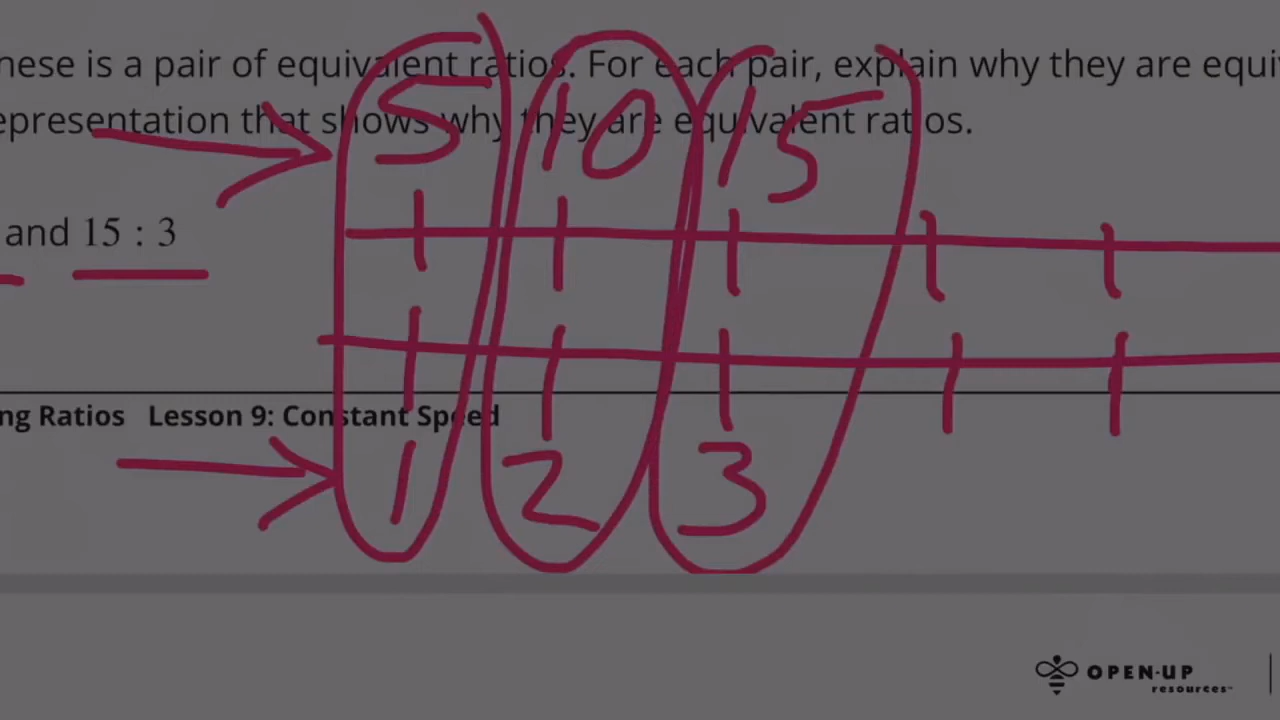 hese is a pair of equivalent ratios. For each pair, explain why they are equi
epresentation that shows why they are equivalent ratios.
5 10 15
and 15 : 3
ng Ratios Lesson 9: Constant Speed
1 2 3
OPEN-UP
resources™